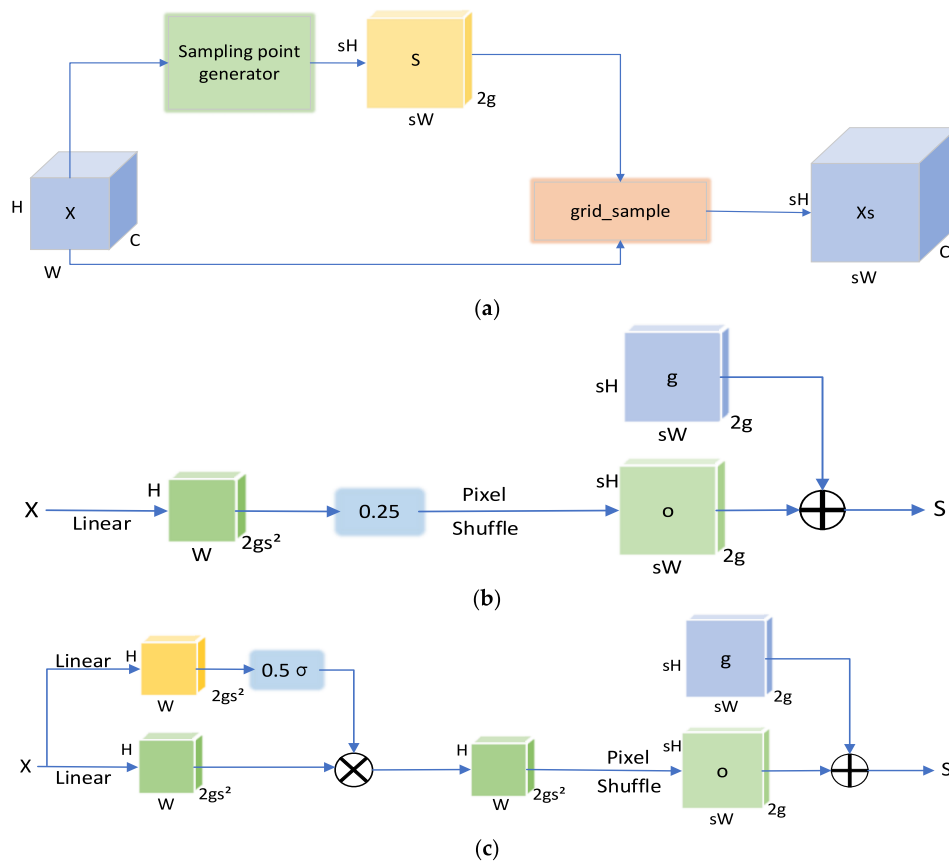 Sampling point
generator
sH
S
2g
sW
H
X
C
W
grid_sample
sH
Xs
C
sW
(a)
sH
g
2g
sW
X
Linear
H
W
2gs²
0.25
Pixel
Shuffle
sH
o
2g
sW
S
(b)
Linear
H
W
2gs²
0.5 σ
X
Linear
H
W
2gs²
H
W
2gs²
Pixel
Shuffle
sH
g
2g
sW
sH
o
2g
sW
S
(c)